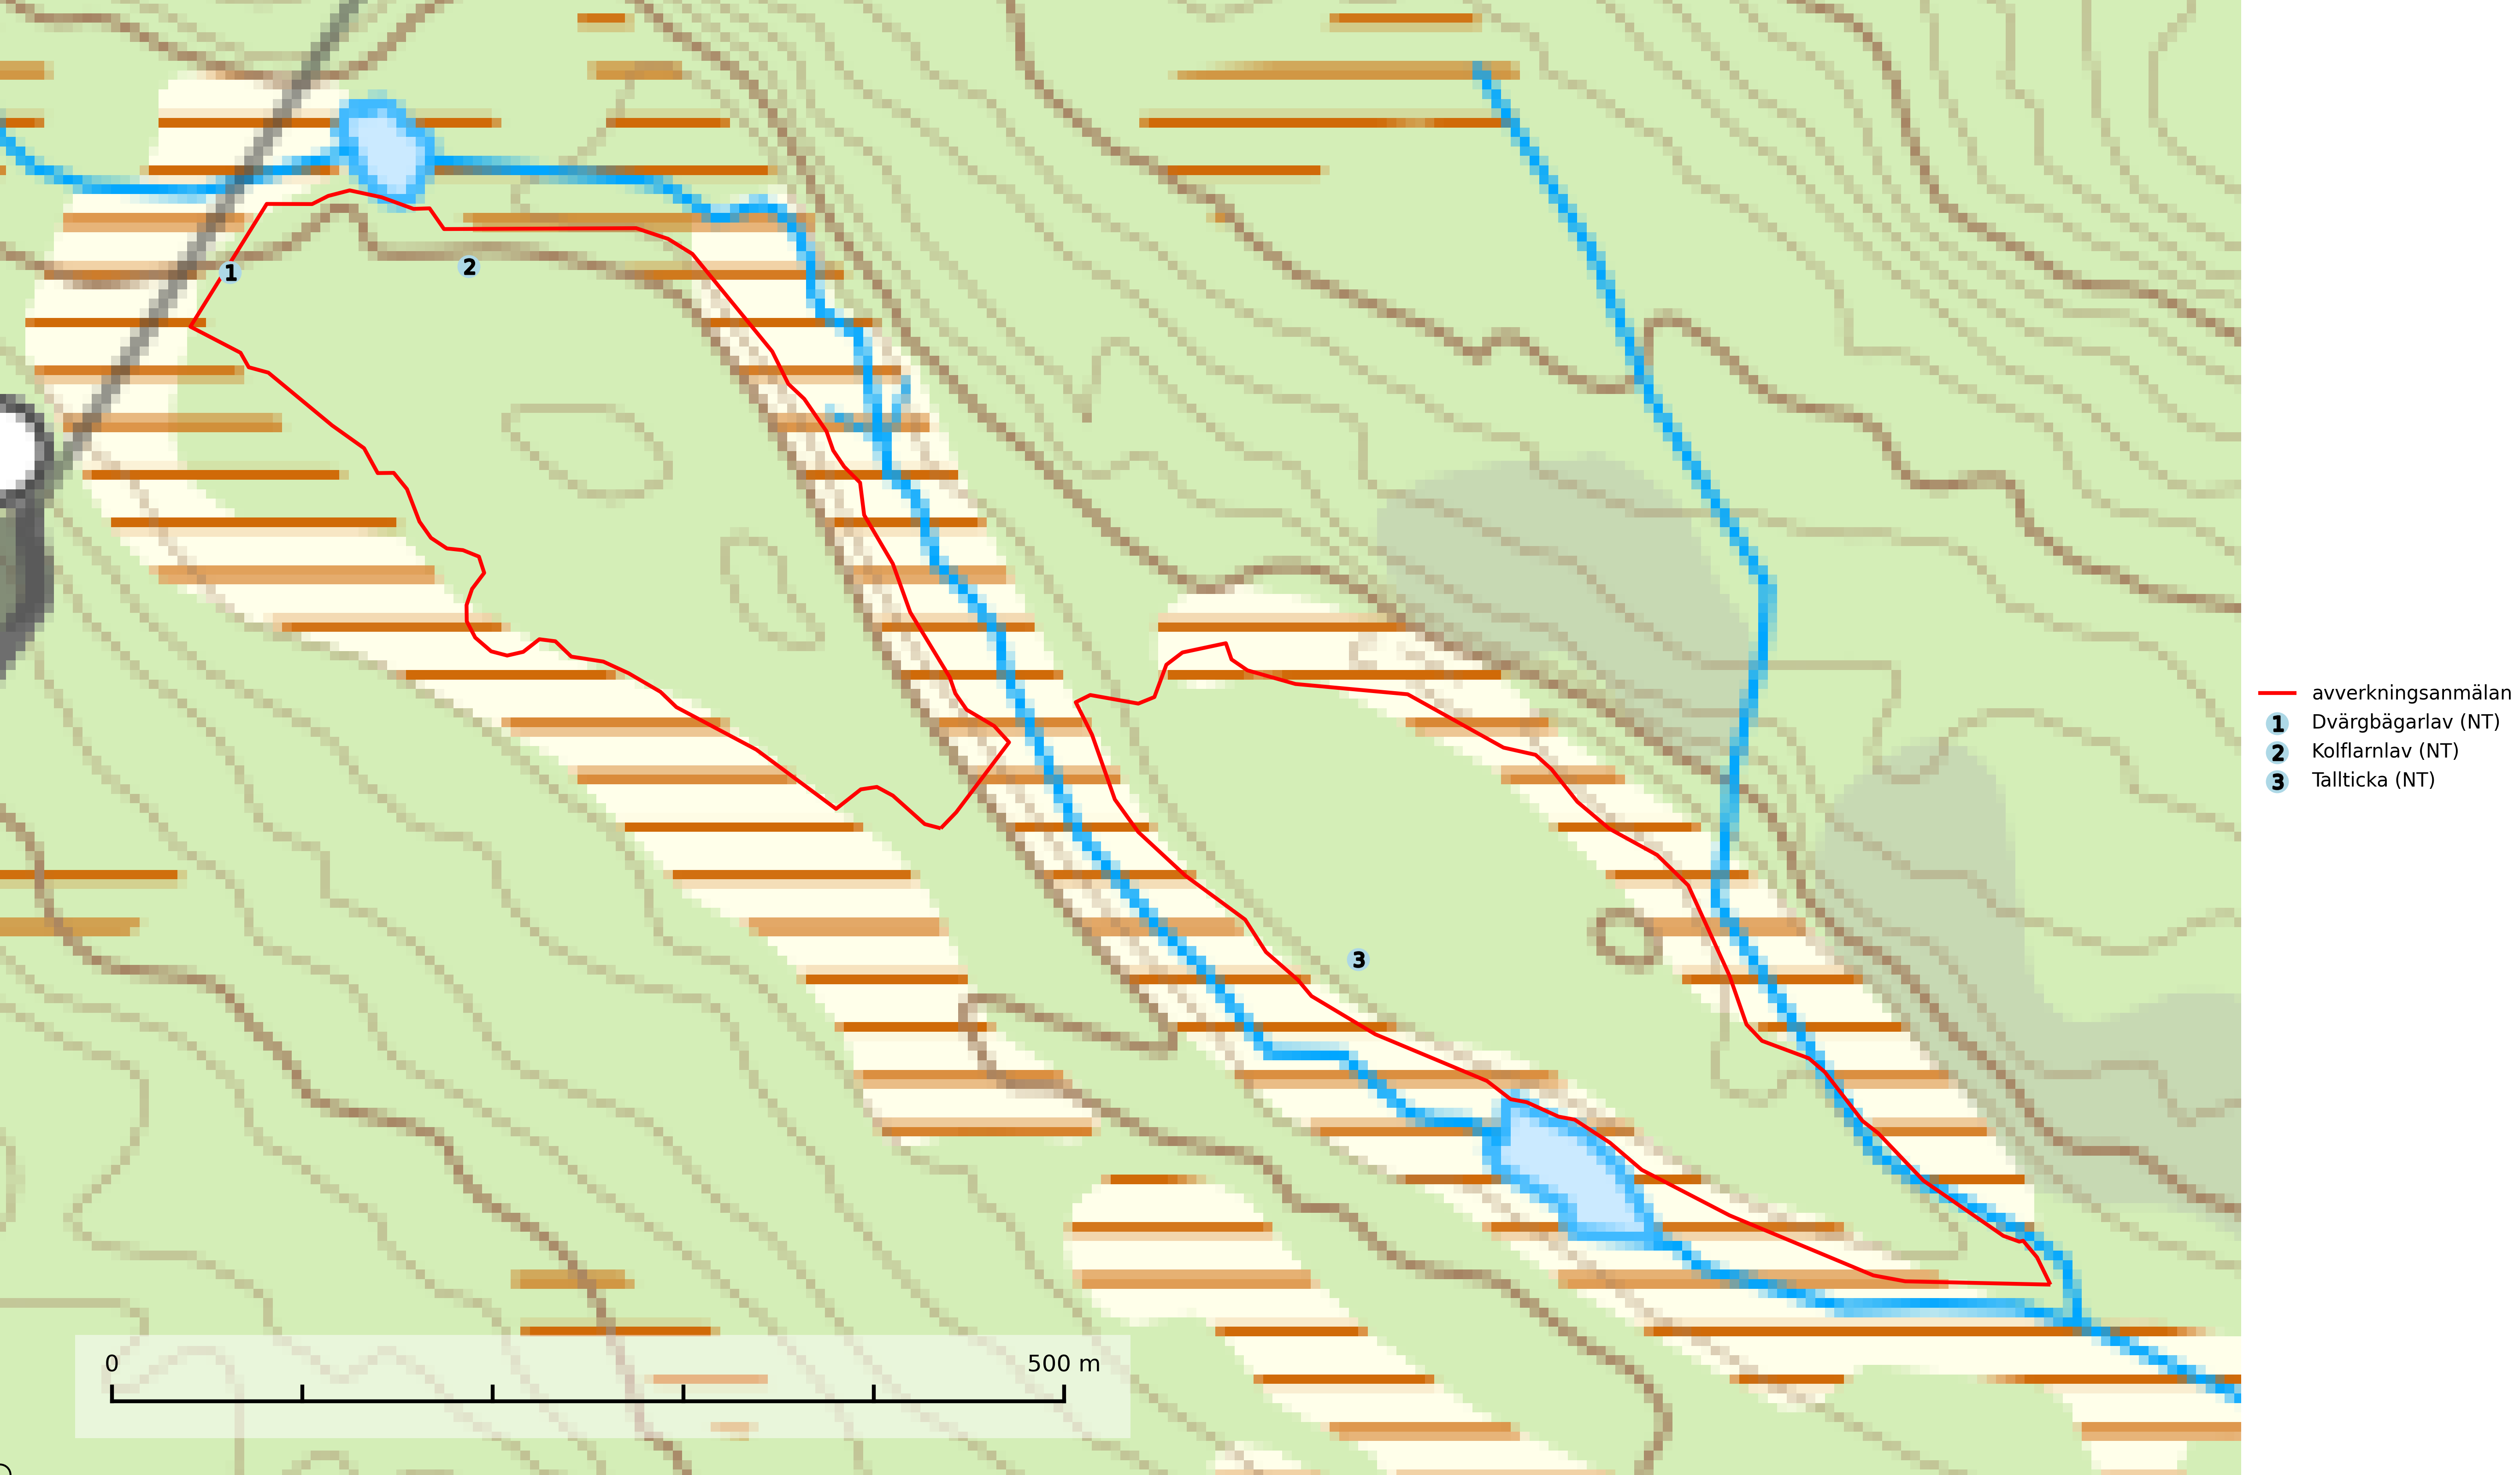 1
2
3
avverkningsanmälan
1 Dvärgbägarlav (NT)
2 Kolflarnlav (NT)
3 Tallticka (NT)
0 500 m